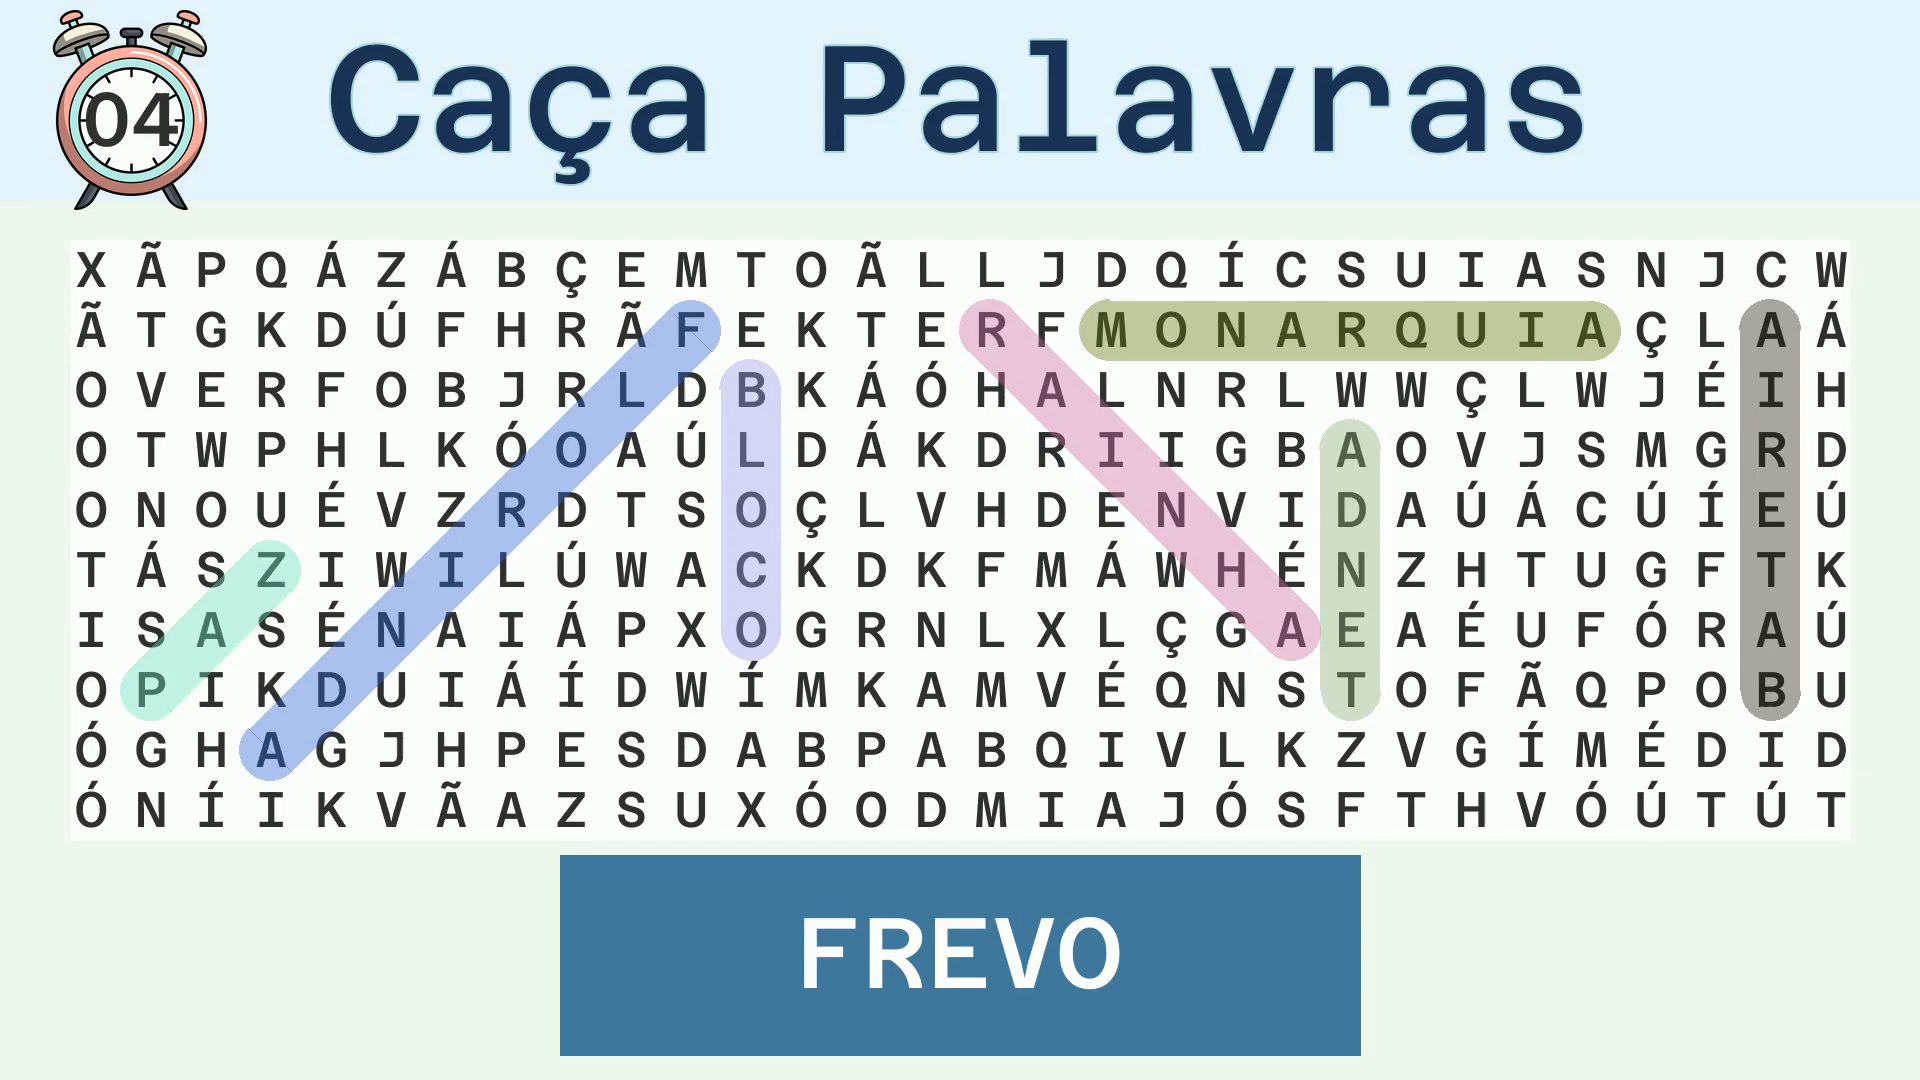 04
Caça Palavras
X Ã P Q Á Z Á B Ç E M T O Ã L L J D Q Í C S U I A S N J C W
Ã T G K D Ú F H R Ã F E K T E R F M O N A R Q U I A Ç L A Á
O V E R F O B J R L D B K Á Ó H A L N R L W W Ç L W J É I H
O T W P H L K Ó O A Ú L D Á K D R I I G B A O V J S M G R D
O N O U É V Z R D T S O Ç L V H D E N V I D A Ú Á C Ú Í E Ú
T Á S Z I W I L Ú W A C K D K F M Á W H É N Z H T U G F T K
I S A S É N A I Á P X O G R N L X L Ç G A E A É U F Ó R A Ú
O P I K D U I Á Í D W Í M K A M V É Q N S T O F Ã Q P O B U
Ó G H A G J H P E S D A B P A B Q I V L K Z V G Í M É D I D
Ó N Í I K V Ã A Z S U X Ó O D M I A J Ó S F T H V Ó Ú T Ú T
FREVO